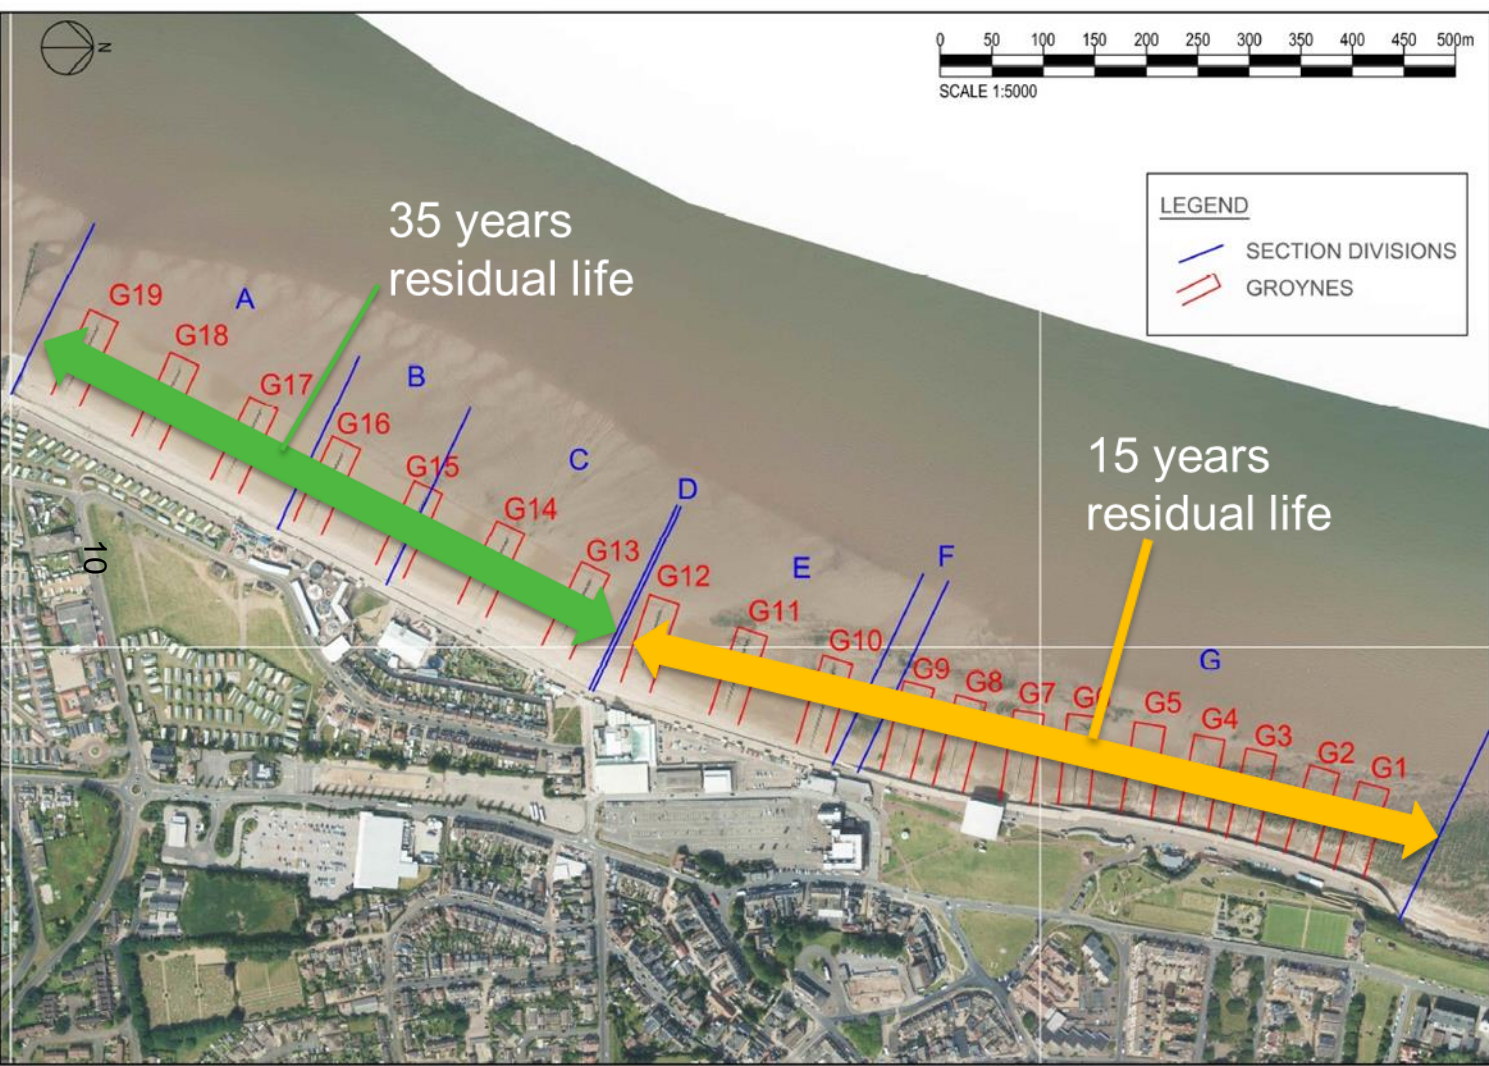 N
0 50 100 150 200 250 300 350 400 450 500m
SCALE 1:5000
LEGEND
SECTION DIVISIONS
GROYNES
35 years
residual life
15 years
residual life
A
B
C
D
E
F
G
G19
G18
G17
G16
G15
G14
G13
G12
G11
G10
G9
G8
G7
G5
G4
G3
G2
G1
10